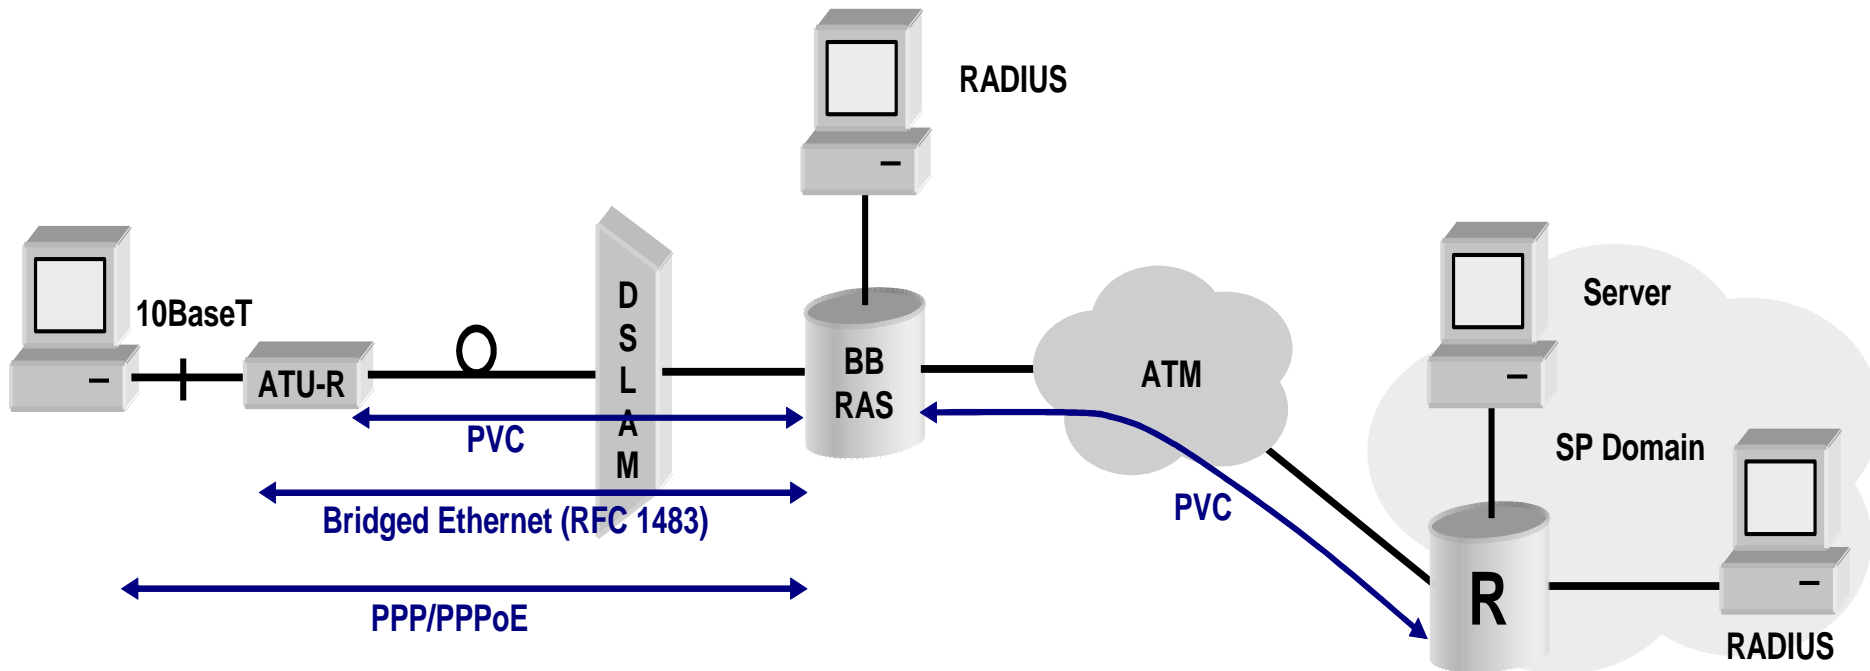 RADIUS
10BaseT
ATU-R
D
S
L
A
M
BB
RAS
ATM
Server
SP Domain
PVC
Bridged Ethernet (RFC 1483)
PPP/PPPoE
PVC
R
RADIUS